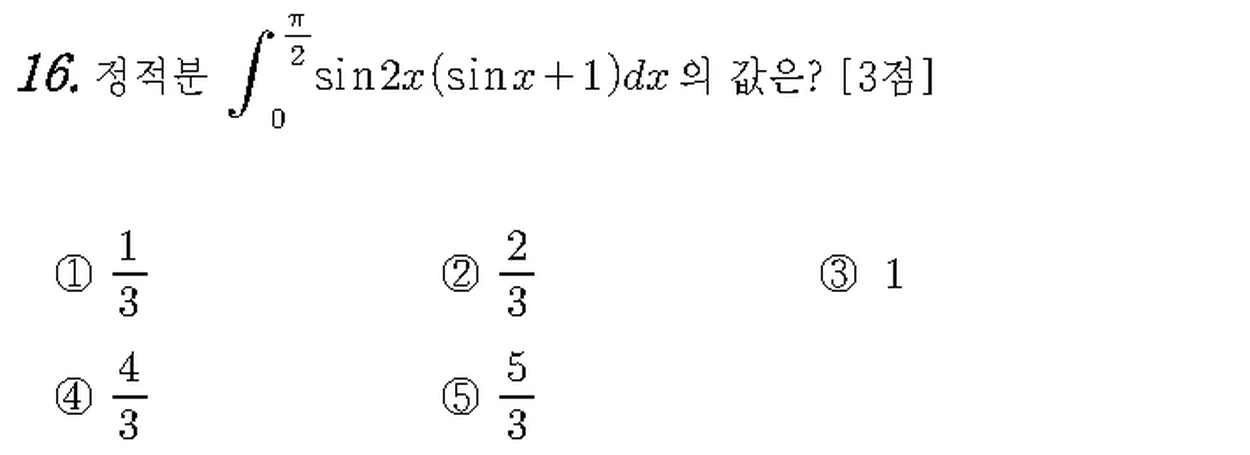 16. 정적분 ∫₀^{π/2} sin2x(sinx+1)dx 의 값은? [3점]
① 1/3 ② 2/3 ③ 1
④ 4/3 ⑤ 5/3